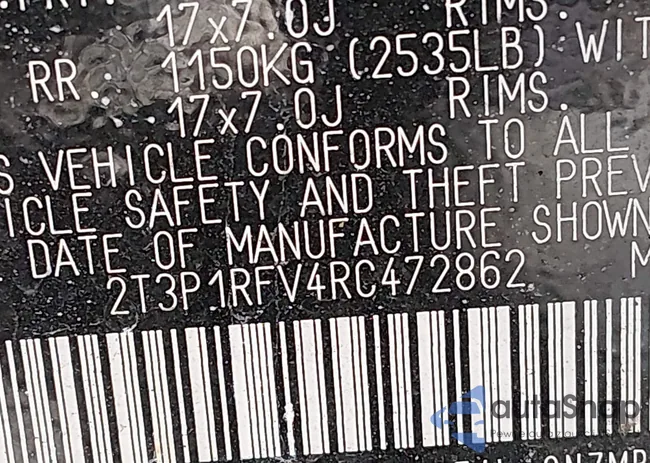 17x7.0J RIMS.
RR.: 1150KG (2535LB) WIT
17x7.0J RIMS.
S VEHICLE CONFORMS TO ALL
ICLE SAFETY AND THEFT PREV
DATE OF MANUFACTURE SHOWN
2T3P1RFV4RC472862 M
autoSnap